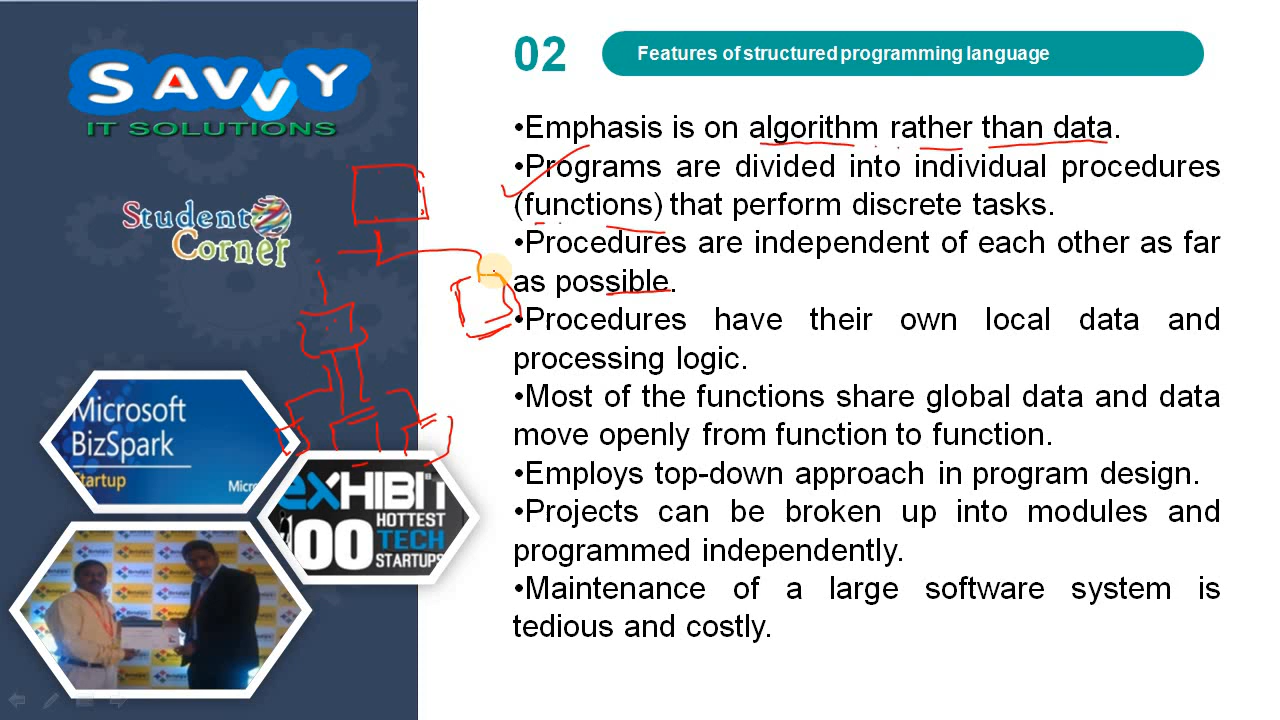 SAVVY
IT SOLUTIONS
Student
Corner
Microsoft
BizSpark
Startup
Micros
eXHIBIT
100
HOTTEST
TECH
STARTUPS
02
Features of structured programming language
•Emphasis is on algorithm rather than data.
•Programs are divided into individual procedures
(functions) that perform discrete tasks.
•Procedures are independent of each other as far
as possible.
•Procedures have their own local data and
processing logic.
•Most of the functions share global data and data
move openly from function to function.
•Employs top-down approach in program design.
•Projects can be broken up into modules and
programmed independently.
•Maintenance of a large software system is
tedious and costly.